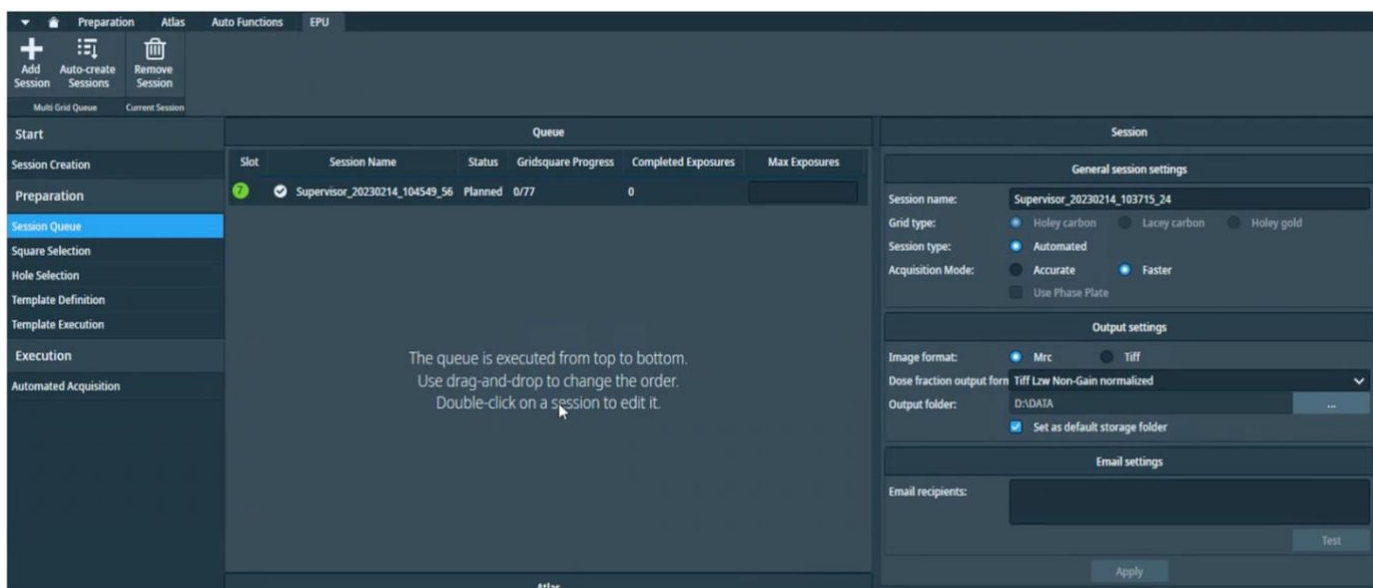 Preparation Atlas Auto Functions EPU
Add Session
Auto-create Sessions
Remove Session
Multi Grid Queue
Current Session
Start
Session Creation
Preparation
Session Queue
Square Selection
Hole Selection
Template Definition
Template Execution
Execution
Automated Acquisition
Queue
Slot Session Name Status Gridsquare Progress Completed Exposures Max Exposures
7 Supervisor_20230214_104549_56 Planned 0/77 0
The queue is executed from top to bottom.
Use drag-and-drop to change the order.
Double-click on a session to edit it.
Atlas
Session
General session settings
Session name: Supervisor_20230214_103715_24
Grid type: Holey carbon Lacey carbon Holey gold
Session type: Automated
Acquisition Mode: Accurate Faster
Use Phase Plate
Output settings
Image format: Mrc Tiff
Dose fraction output forn Tiff Lzw Non-Gain normalized
Output folder: D:\DATA ...
Set as default storage folder
Email settings
Email recipients:
Test
Apply